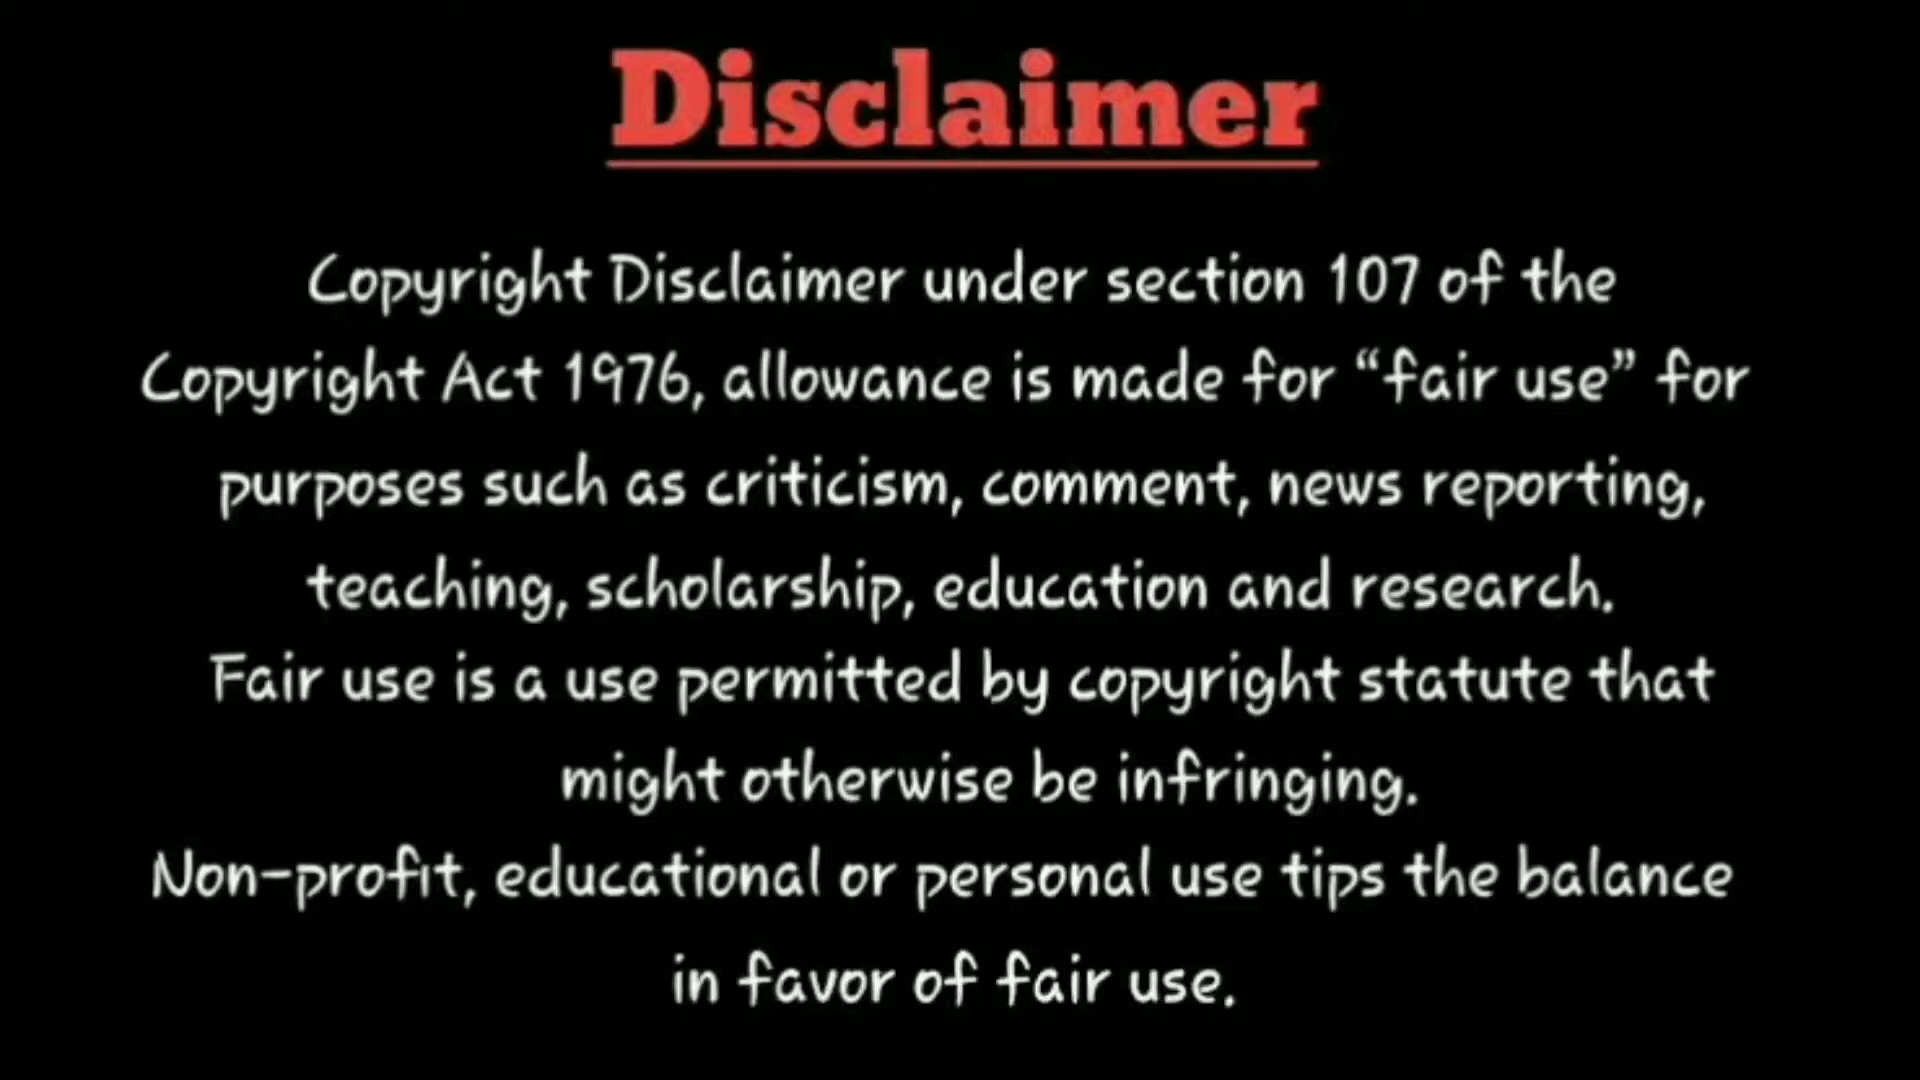 Disclaimer
Copyright Disclaimer under section 107 of the
Copyright Act 1976, allowance is made for “fair use” for
purposes such as criticism, comment, news reporting,
teaching, scholarship, education and research.
Fair use is a use permitted by copyright statute that
might otherwise be infringing.
Non-profit, educational or personal use tips the balance
in favor of fair use.